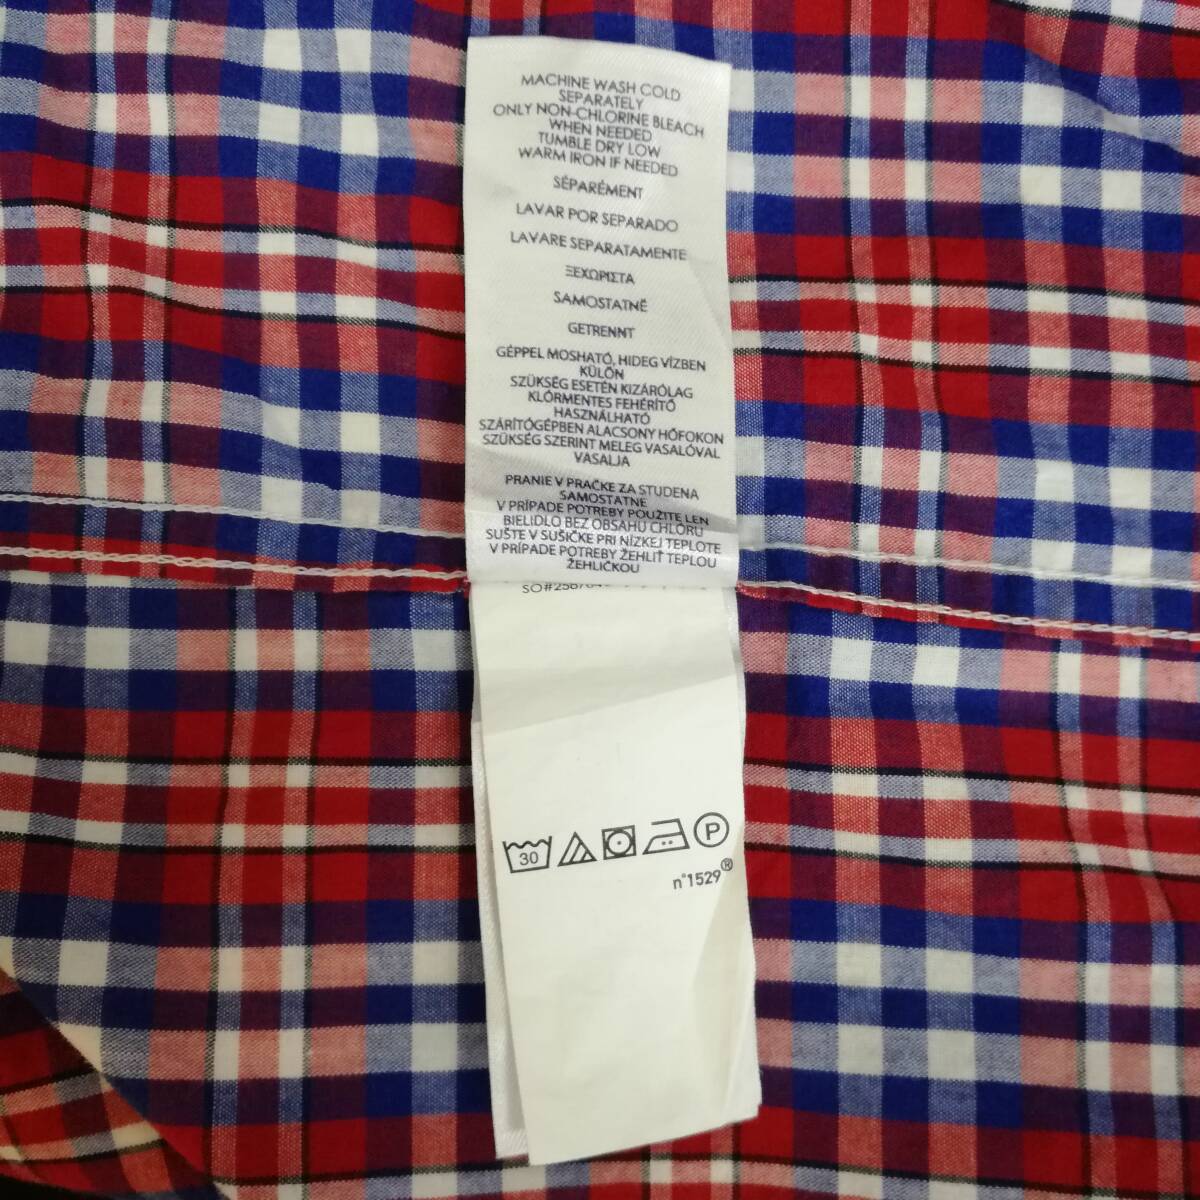 MACHINE WASH COLD
SEPARATELY
ONLY NON-CHLORINE BLEACH
WHEN NEEDED
TUMBLE DRY LOW
WARM IRON IF NEEDED
SÉPARÉMENT
LAVAR POR SEPARADO
LAVARE SEPARATAMENTE
ΞΕΧΩΡΙΣΤΑ
SAMOSTATNĚ
GETRENNT
GÉPPEL MOSHATÓ, HIDEG VÍZBEN
KÜLÖN
SZÜKSÉG ESETÉN KIZÁRÓLAG
KLÓRMENTES FEHÉRÍTŐ
HASZNÁLHATÓ
SZÁRÍTÓGÉPBEN ALACSONY HŐFOKON
SZÜKSÉG SZERINT MELEG VASALÓVAL
VASALJA
PRANIE V PRAČKE ZA STUDENA
SAMOSTATNE
V PRÍPADE POTREBY POUŽITE LEN
BIELIDLO BEZ OBSAHU CHLÓRU
SUŠTE V SUŠIČKE PRI NÍZKEJ TEPLOTE
V PRÍPADE POTREBY ŽEHLIŤ TEPLOU
ŽEHLIČKOU
30 P
n°1529®